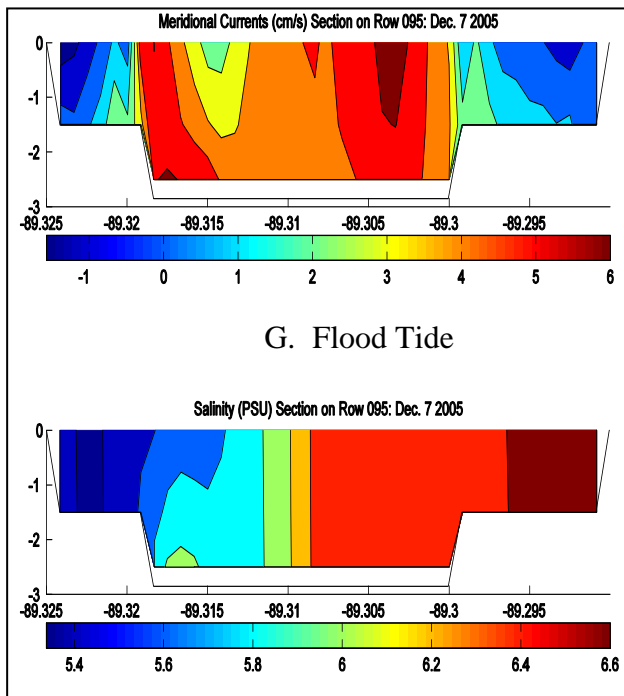 Meridional Currents (cm/s) Section on Row 095: Dec. 7 2005
0
-1
-2
-3
-89.325 -89.32 -89.315 -89.31 -89.305 -89.3 -89.295
-1 0 1 2 3 4 5 6
G. Flood Tide
Salinity (PSU) Section on Row 095: Dec. 7 2005
0
-1
-2
-3
-89.325 -89.32 -89.315 -89.31 -89.305 -89.3 -89.295
5.4 5.6 5.8 6 6.2 6.4 6.6